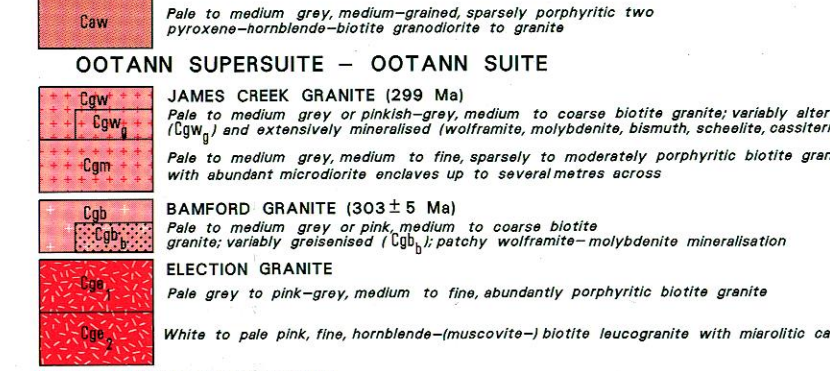 Caw
Pale to medium grey, medium-grained, sparsely porphyritic two
pyroxene-hornblende-biotite granodiorite to granite
OOTANN SUPERSUITE – OOTANN SUITE
Cgw
Cgwg
JAMES CREEK GRANITE (299 Ma)
Pale to medium grey or pinkish-grey, medium to coarse biotite granite; variably alter
(Cgwg) and extensively mineralised (wolframite, molybdenite, bismuth, scheelite, cassiteri
Cgm
Pale to medium grey, medium to fine, sparsely to moderately porphyritic biotite gran
with abundant microdiorite enclaves up to several metres across
Cgb
Cgbb
BAMFORD GRANITE (303 ± 5 Ma)
Pale to medium grey or pink, medium to coarse biotite
granite; variably greisenised (Cgbb); patchy wolframite-molybdenite mineralisation
ELECTION GRANITE
Cge1
Pale grey to pink-grey, medium to fine, abundantly porphyritic biotite granite
Cge2
White to pale pink, fine, hornblende-(muscovite-) biotite leucogranite with miarolitic ca